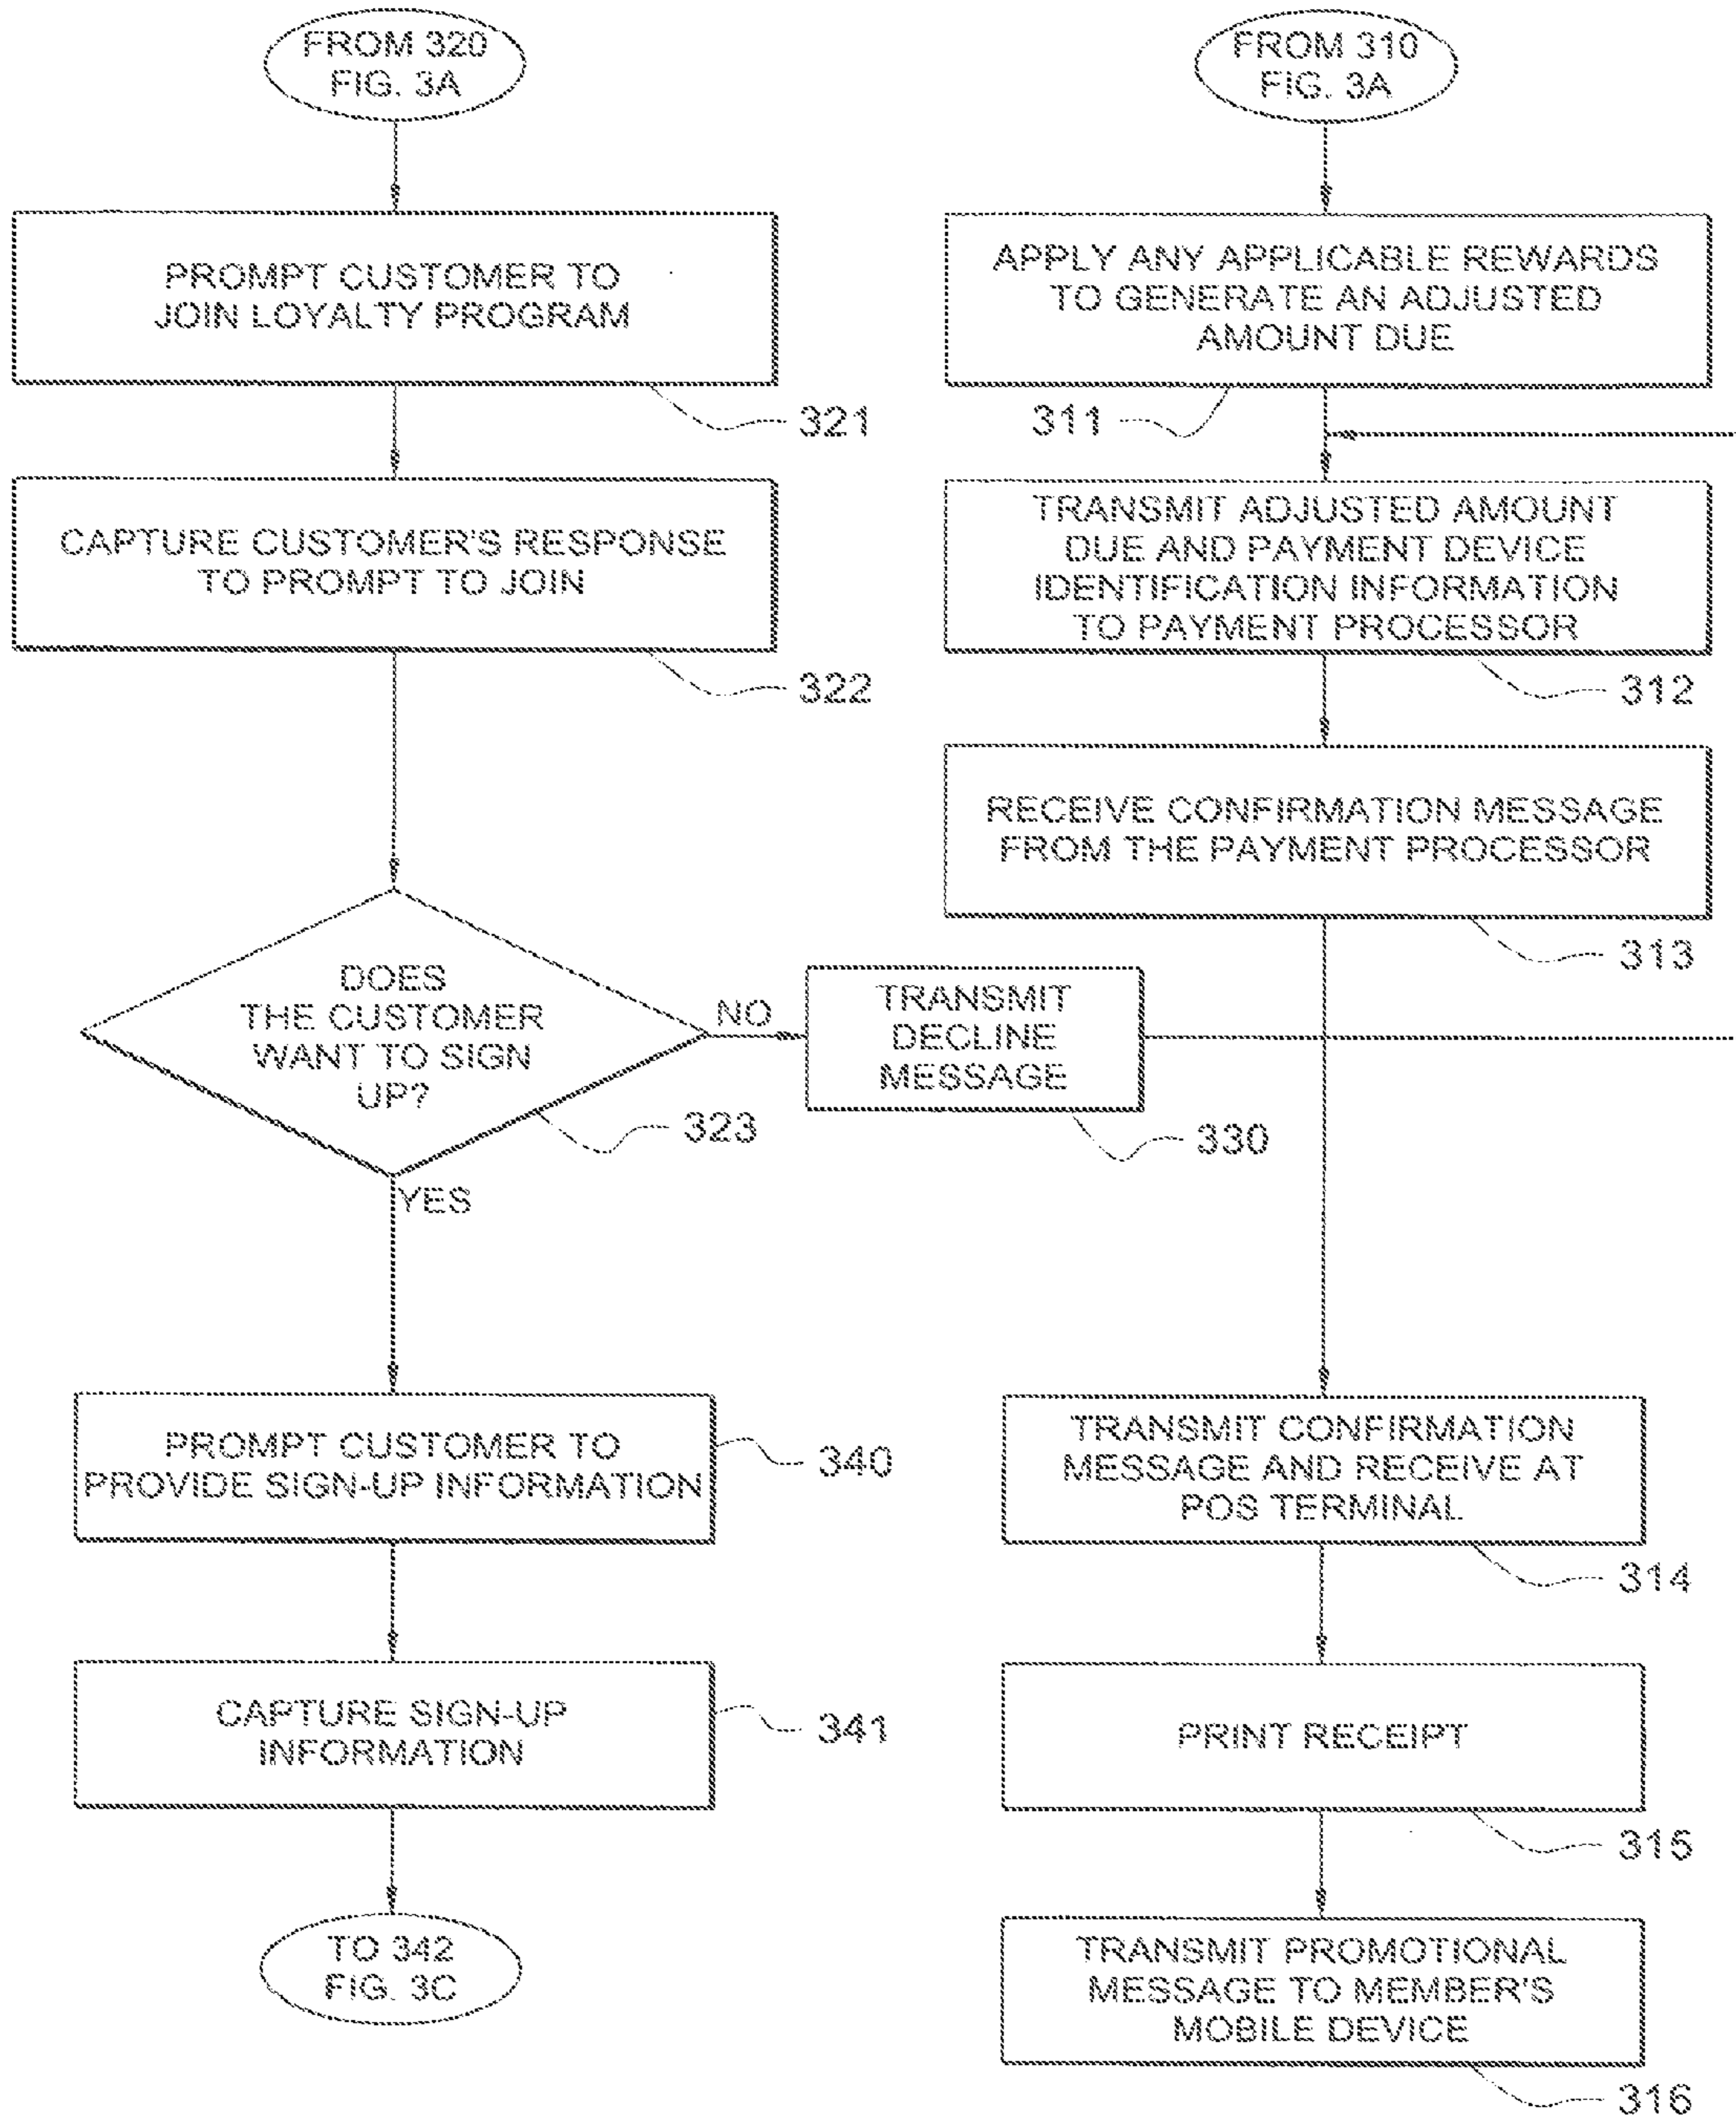 FROM 320
FIG. 3A
PROMPT CUSTOMER TO
JOIN LOYALTY PROGRAM
321
CAPTURE CUSTOMER'S RESPONSE
TO PROMPT TO JOIN
322
DOES
THE CUSTOMER
WANT TO SIGN
UP?
323
NO
TRANSMIT
DECLINE
MESSAGE
330
YES
PROMPT CUSTOMER TO
PROVIDE SIGN-UP INFORMATION
340
CAPTURE SIGN-UP
INFORMATION
341
TO 342
FIG. 3C
FROM 310
FIG. 3A
APPLY ANY APPLICABLE REWARDS
TO GENERATE AN ADJUSTED
AMOUNT DUE
311
TRANSMIT ADJUSTED AMOUNT
DUE AND PAYMENT DEVICE
IDENTIFICATION INFORMATION
TO PAYMENT PROCESSOR
312
RECEIVE CONFIRMATION MESSAGE
FROM THE PAYMENT PROCESSOR
313
TRANSMIT CONFIRMATION
MESSAGE AND RECEIVE AT
POS TERMINAL
314
PRINT RECEIPT
315
TRANSMIT PROMOTIONAL
MESSAGE TO MEMBER'S
MOBILE DEVICE
316